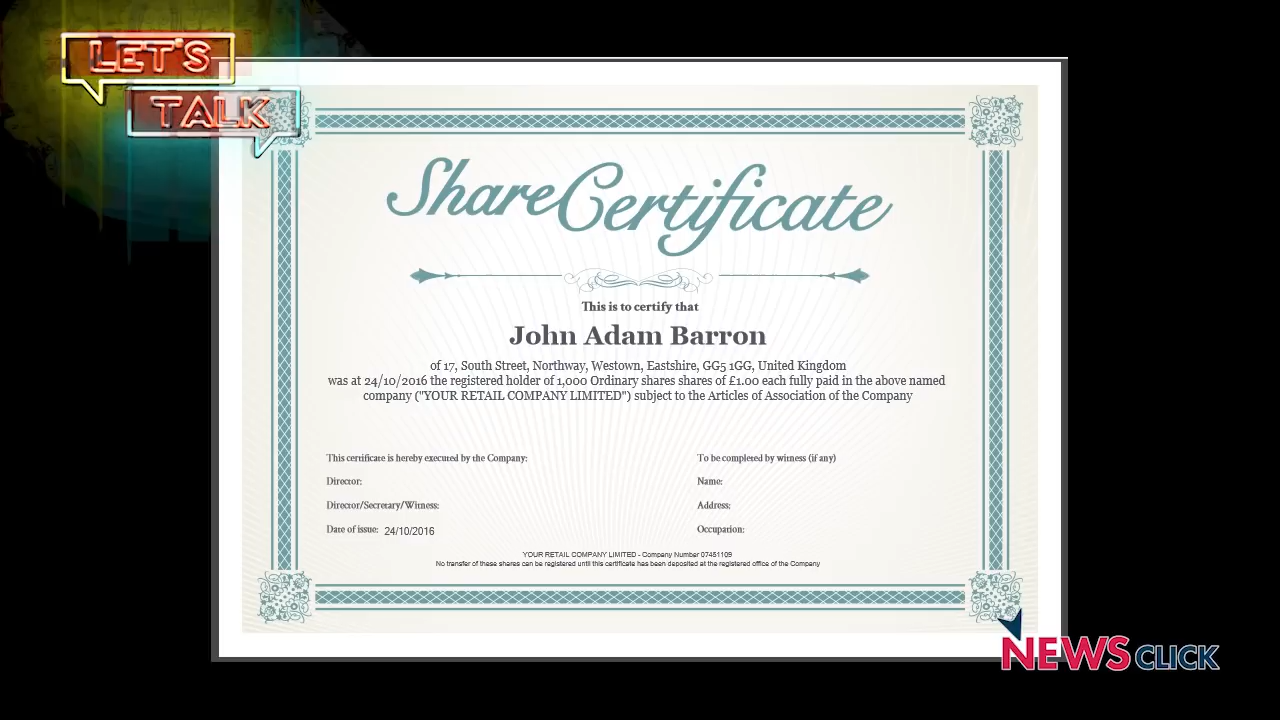 LET'S
TALK
Share Certificate
This is to certify that
John Adam Barron
of 17, South Street, Northway, Westown, Eastshire, GG5 1GG, United Kingdom
was at 24/10/2016 the registered holder of 1,000 Ordinary shares shares of £1.00 each fully paid in the above named
company ("YOUR RETAIL COMPANY LIMITED") subject to the Articles of Association of the Company
This certificate is hereby executed by the Company:
To be completed by witness (if any)
Director:
Name:
Director/Secretary/Witness:
Address:
Date of issue: 24/10/2016
Occupation:
YOUR RETAIL COMPANY LIMITED - Company Number 07451109
No transfer of these shares can be registered until this certificate has been deposited at the registered office of the Company
NEWSCLICK